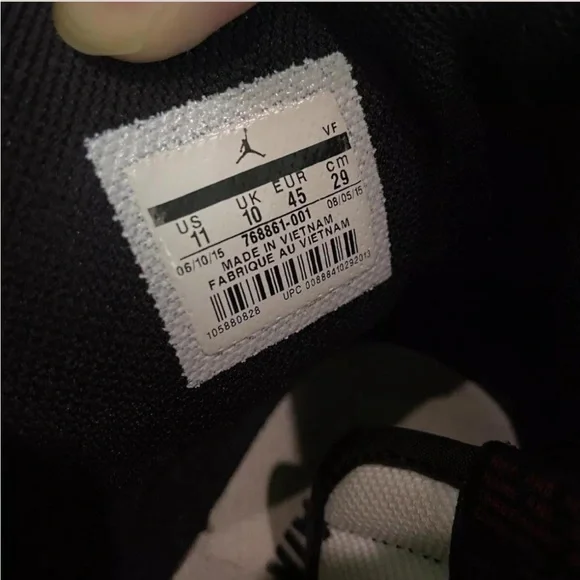 VF
US UK EUR cm
11 10 45 29
06/10/15 768861-001 08/05/15
MADE IN VIETNAM
FABRIQUE AU VIETNAM
105880828 UPC 00888410292013